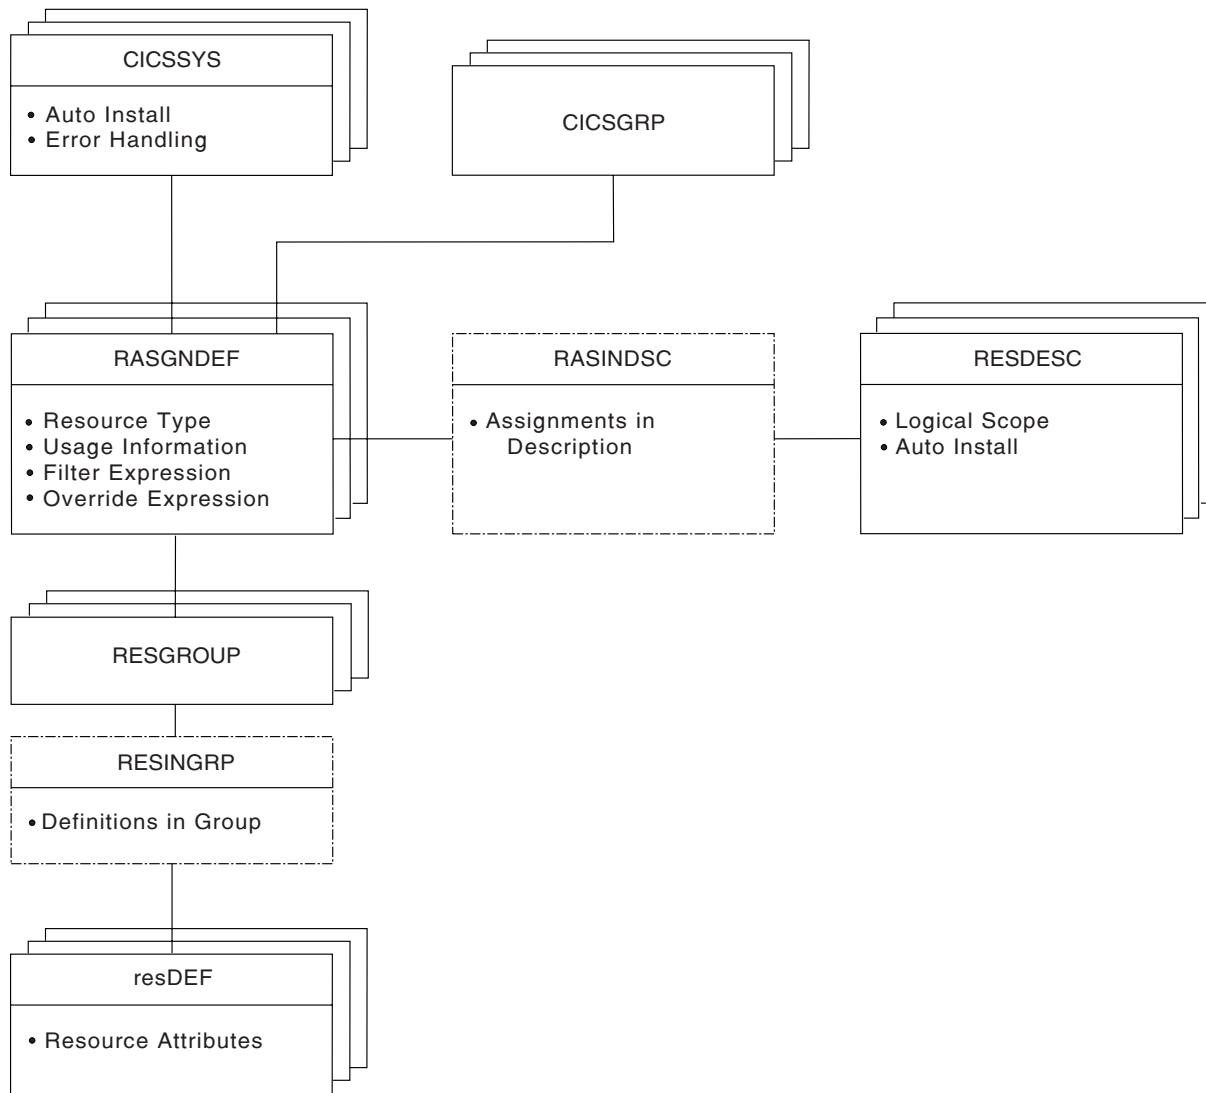 CICSSYS
• Auto Install
• Error Handling
CICSGRP
RASGNDEF
• Resource Type
• Usage Information
• Filter Expression
• Override Expression
RASINDSC
• Assignments in
Description
RESDESC
• Logical Scope
• Auto Install
RESGROUP
RESINGRP
• Definitions in Group
resDEF
• Resource Attributes